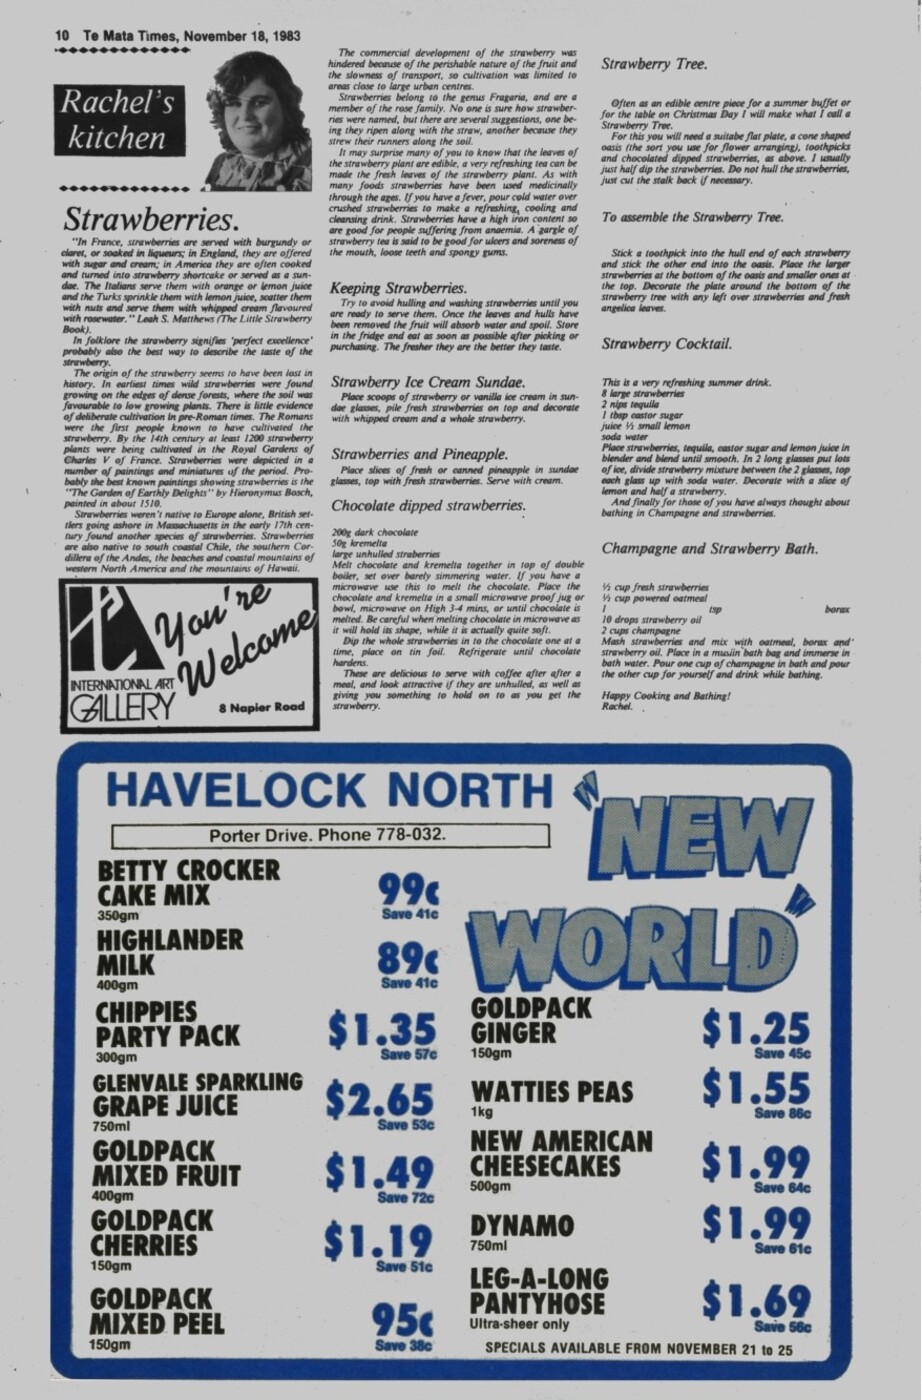 10 Te Mata Times, November 18, 1983
Rachel's
kitchen
Strawberries.
"In France, strawberries are served with burgundy or
claret, or soaked in liqueurs; in England, they are offered
with sugar and cream; in America they are often cooked
and turned into strawberry shortcake or served as a sun-
dae. The Italians serve them with orange or lemon juice
and the Turks sprinkle them with lemon juice, scatter them
with nuts and serve them with whipped cream flavoured
with rosewater." Leah S. Matthews (The Little Strawberry
Book).
In folklore the strawberry signifies 'perfect excellence'
probably also the best way to describe the taste of the
strawberry.
The origin of the strawberry seems to have been lost in
history. In earliest times wild strawberries were found
growing on the edges of dense forests, where the soil was
favourable to low growing plants. There is little evidence
of deliberate cultivation in pre-Roman times. The Romans
were the first people known to have cultivated the
strawberry. By the 14th century at least 1200 strawberry
plants were being cultivated in the Royal Gardens of
Charles V of France. Strawberries were depicted in a
number of paintings and miniatures of the period. Pro-
bably the best known paintings showing strawberries is the
"The Garden of Earthly Delights" by Hieronymus Bosch,
painted in about 1510.
Strawberries weren't native to Europe alone, British set-
tlers going ashore in Massachusetts in the early 17th cen-
tury found another species of strawberries. Strawberries
are also native to south coastal Chile, the southern Cor-
dillera of the Andes, the beaches and coastal mountains of
western North America and the mountains of Hawaii.
You're
Welcome
INTERNATIONAL ART
GALLERY
8 Napier Road
The commercial development of the strawberry was
hindered because of the perishable nature of the fruit and
the slowness of transport, so cultivation was limited to
areas close to large urban centres.
Strawberries belong to the genus Fragaria, and are a
member of the rose family. No one is sure how strawber-
ries were named, but there are several suggestions, one be-
ing they ripen along with the straw, another because they
strew their runners along the soil.
It may surprise many of you to know that the leaves of
the strawberry plant are edible, a very refreshing tea can be
made of the fresh leaves of the strawberry plant. As with
many foods strawberries have been used medicinally
through the ages. If you have a fever, pour cold water over
crushed strawberries to make a refreshing, cooling and
cleansing drink. Strawberries have a high iron content so
are good for people suffering from anaemia. A gargle of
strawberry tea is said to be good for ulcers and soreness of
the mouth, loose teeth and spongy gums.
Keeping Strawberries.
Try to avoid hulling and washing strawberries until you
are ready to serve them. Once the leaves and hulls have
been removed the fruit will absorb water and spoil. Store
in the fridge and eat as soon as possible after picking or
purchasing. The fresher they are the better they taste.
Strawberry Ice Cream Sundae.
Place scoops of strawberry or vanilla ice cream in sun-
dae glasses, pile fresh strawberries on top and decorate
with whipped cream and a whole strawberry.
Strawberries and Pineapple.
Place slices of fresh or canned pineapple in sundae
glasses, top with fresh strawberries. Serve with cream.
Chocolate dipped strawberries.
200g dark chocolate
50g kremelta
large unhulled straberries
Melt chocolate and kremelta together in top of double
boiler, set over barely simmering water. If you have a
microwave use this to melt the chocolate. Place the
chocolate and kremelta in a small microwave proof jug or
bowl, microwave on High 3-4 mins, or until chocolate is
melted. Be careful when melting chocolate in microwave as
it will hold its shape, while it is actually quite soft.
Dip the whole strawberries in to the chocolate one at a
time, place on tin foil. Refrigerate until chocolate
hardens.
These are delicious to serve with coffee after after a
meal, and look attractive if they are unhulled, as well as
giving you something to hold on to as you get the
strawberry.
Strawberry Tree.
Often as an edible centre piece for a summer buffet or
for the table on Christmas Day I will make what I call a
Strawberry Tree.
For this you will need a suitabe flat plate, a cone shaped
oasis (the sort you use for flower arranging), toothpicks
and chocolated dipped strawberries, as above. I usually
just half dip the strawberries. Do not hull the strawberries,
just cut the stalk back if necessary.
To assemble the Strawberry Tree.
Stick a toothpick into the hull end of each strawberry
and stick the other end into the oasis. Place the larger
strawberries at the bottom of the oasis and smaller ones at
the top. Decorate the plate around the bottom of the
strawberry tree with any left over strawberries and fresh
angelica leaves.
Strawberry Cocktail.
This is a very refreshing summer drink.
8 large strawberries
2 nips tequila
1 tbsp castor sugar
juice ½ small lemon
soda water
Place strawberries, tequila, castor sugar and lemon juice in
blender and blend until smooth. In 2 long glasses put lots
of ice, divide strawberry mixture between the 2 glasses, top
each glass up with soda water. Decorate with a slice of
lemon and half a strawberry.
And finally for those of you have always thought about
bathing in Champagne and strawberries.
Champagne and Strawberry Bath.
½ cup fresh strawberries
½ cup powered oatmeal
1 tsp borax
10 drops strawberry oil
2 cups champagne
Mash strawberries and mix with oatmeal, borax and
strawberry oil. Place in a muslin bath bag and immerse in
bath water. Pour one cup of champagne in bath and pour
the other cup for yourself and drink while bathing.
Happy Cooking and Bathing!
Rachel.
HAVELOCK NORTH
Porter Drive. Phone 778-032.
"NEW
WORLD"
BETTY CROCKER
CAKE MIX
350gm
99c
Save 41c
HIGHLANDER
MILK
400gm
89c
Save 41c
CHIPPIES
PARTY PACK
300gm
$1.35
Save 57c
GLENVALE SPARKLING
GRAPE JUICE
750ml
$2.65
Save 53c
GOLDPACK
MIXED FRUIT
400gm
$1.49
Save 72c
GOLDPACK
CHERRIES
150gm
$1.19
Save 51c
GOLDPACK
MIXED PEEL
150gm
95c
Save 38c
GOLDPACK
GINGER
150gm
$1.25
Save 45c
WATTIES PEAS
1kg
$1.55
Save 86c
NEW AMERICAN
CHEESECAKES
500gm
$1.99
Save 64c
DYNAMO
750ml
$1.99
Save 61c
LEG-A-LONG
PANTYHOSE
Ultra-sheer only
$1.69
Save 56c
SPECIALS AVAILABLE FROM NOVEMBER 21 to 25